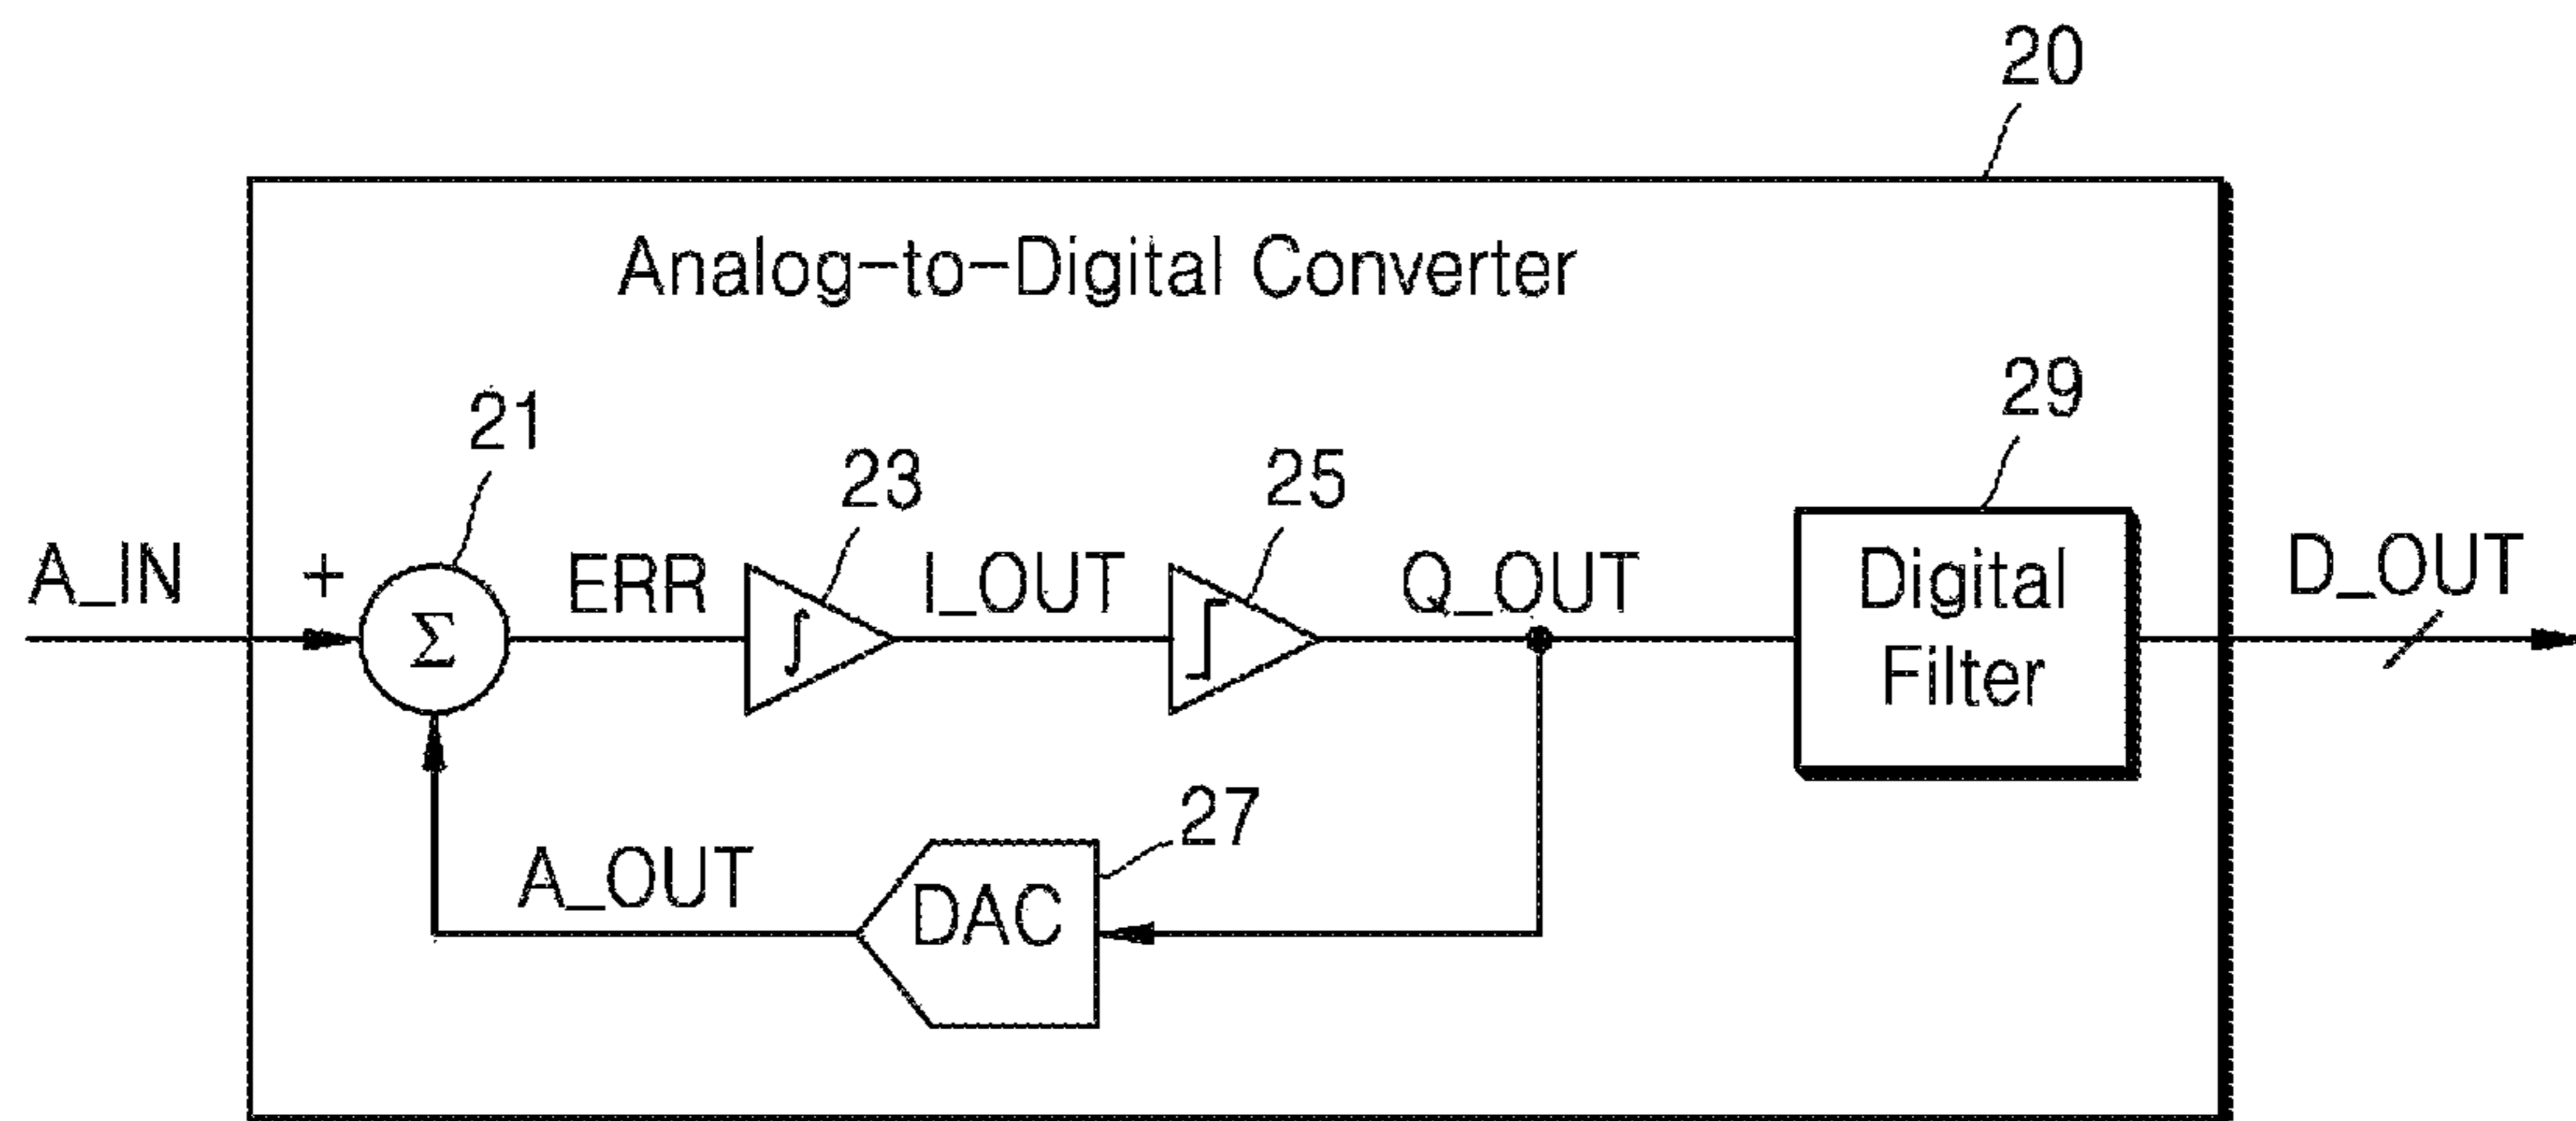 20
Analog-to-Digital Converter
21
23
25
29
A_IN
+
Σ
ERR
∫
I_OUT
Q_OUT
Digital
Filter
D_OUT
27
A_OUT
DAC